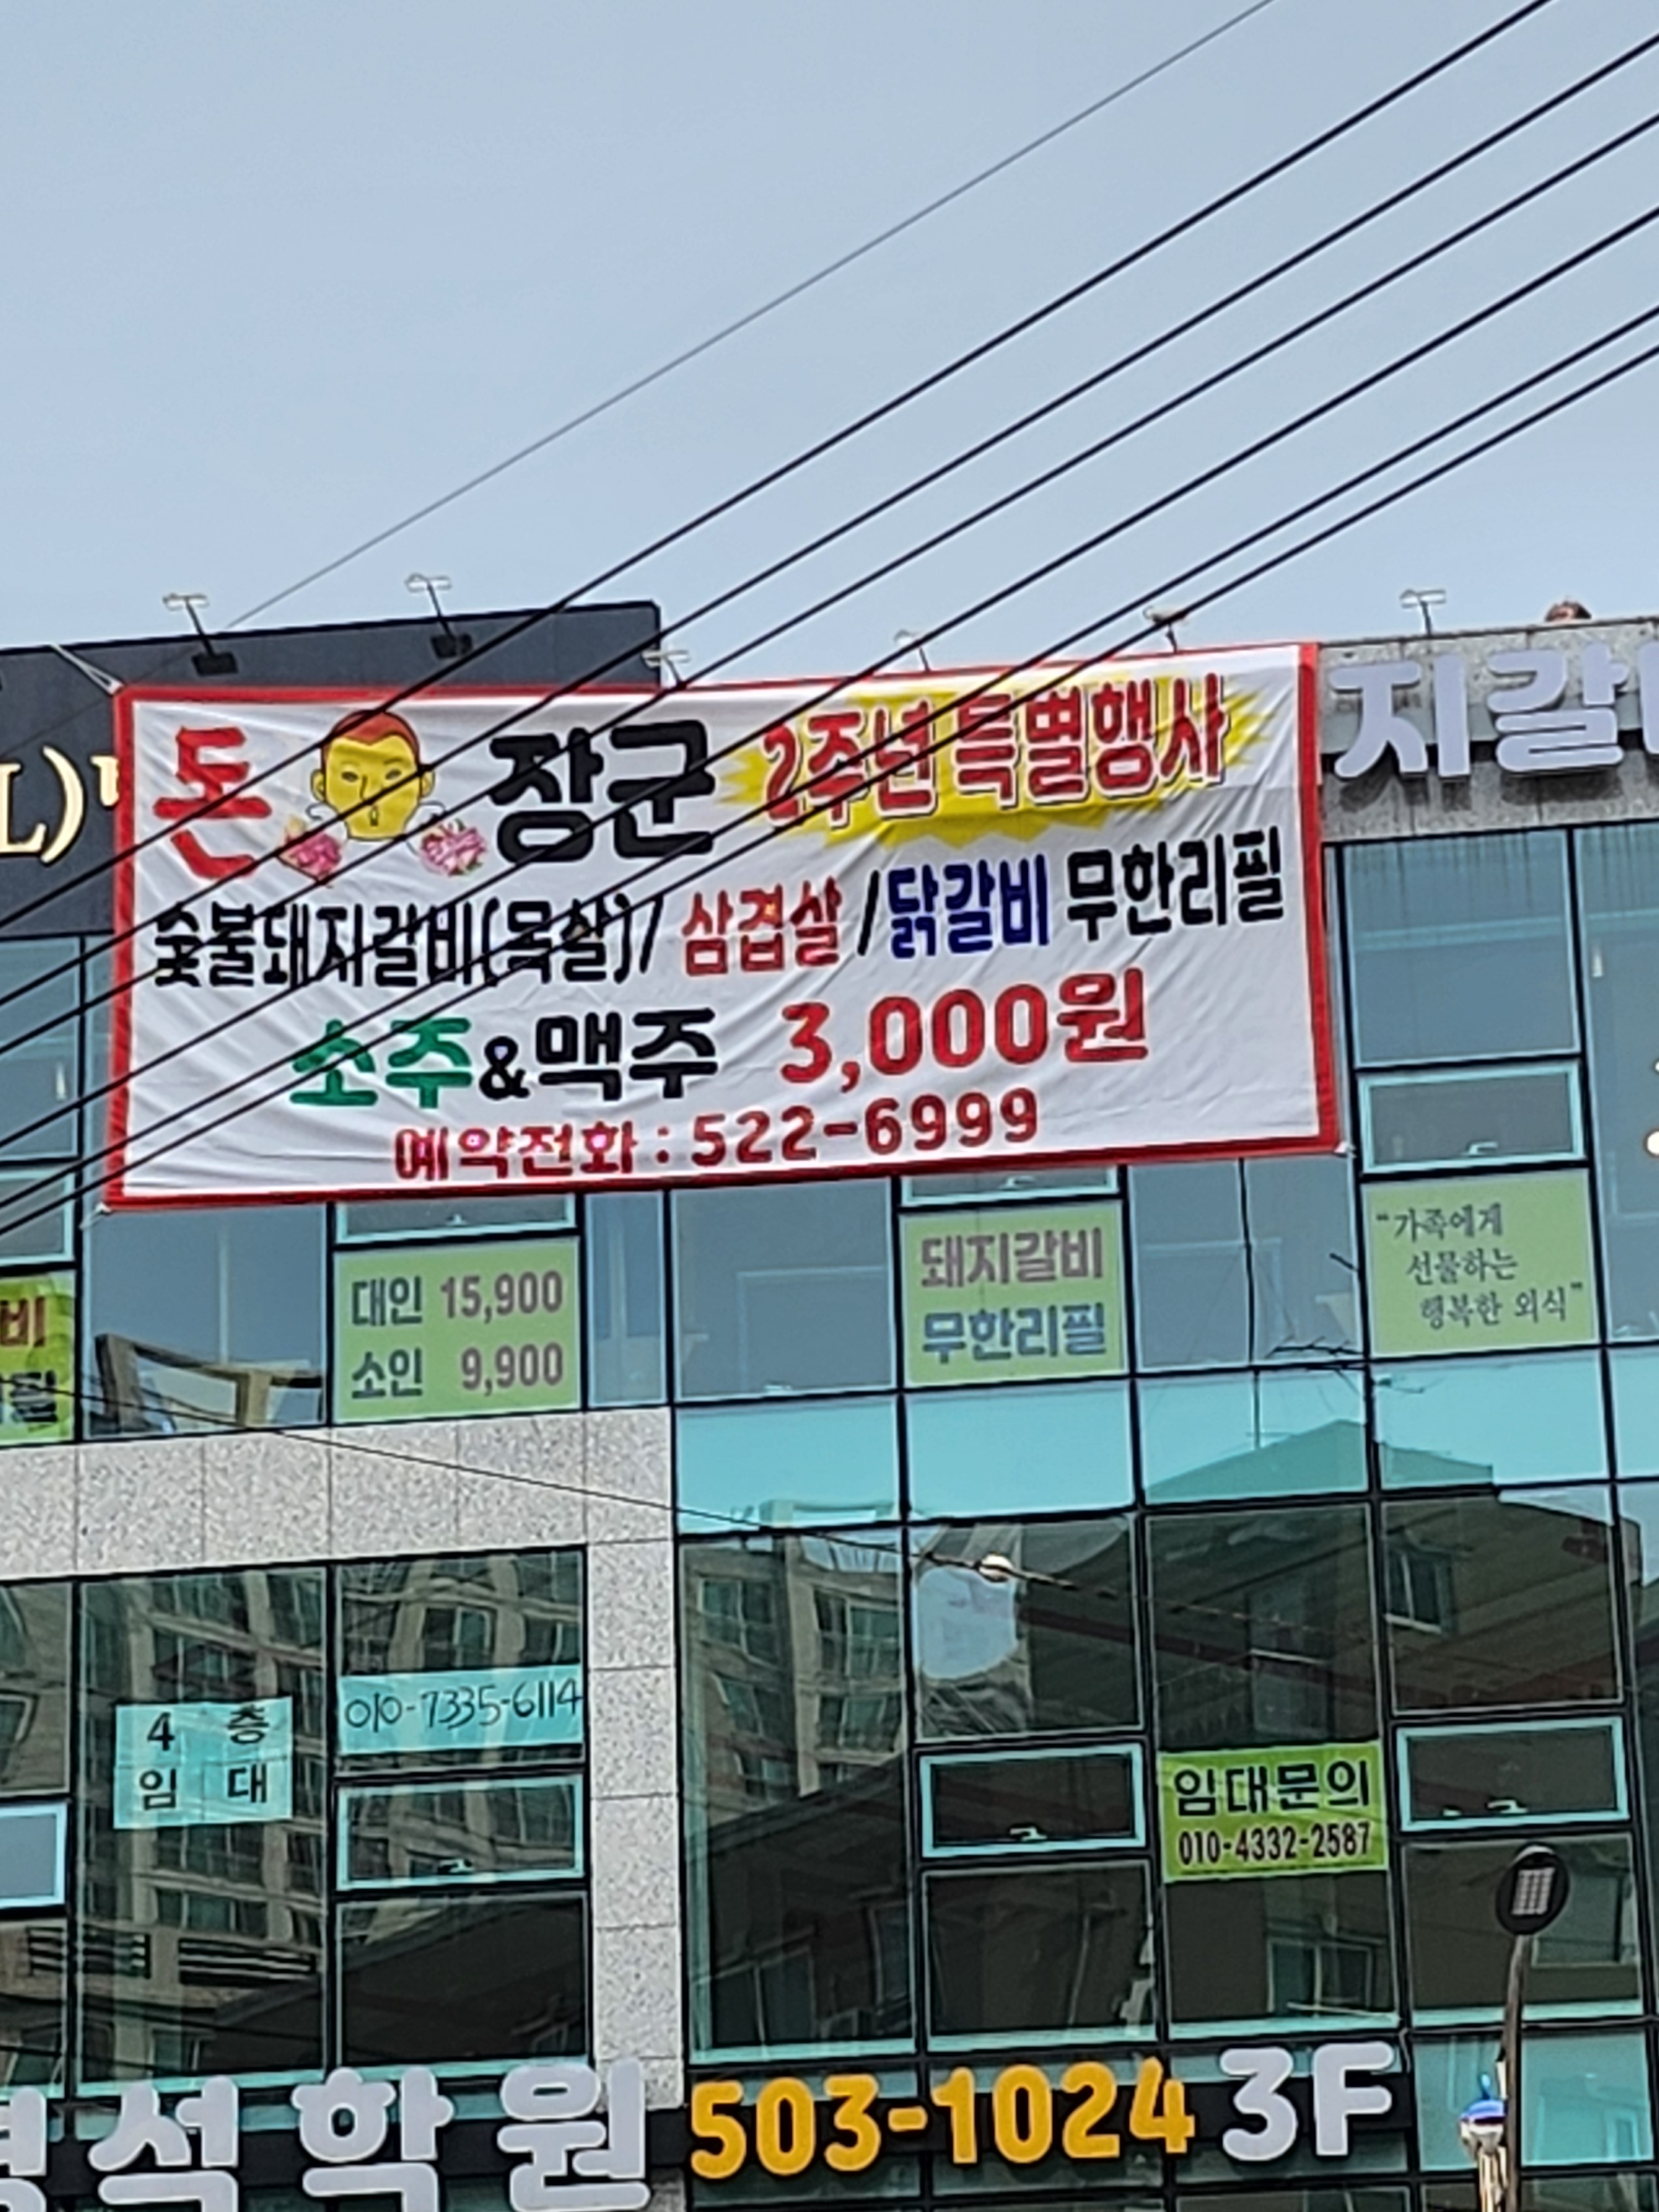 돈 장군 2주년 특별행사
숯불돼지갈비(목살)/ 삼겹살 /닭갈비 무한리필
소주&맥주 3,000원
예약전화 : 522-6999
지갈
L)
대인 15,900
소인 9,900
돼지갈비
무한리필
"가족에게
선물하는
행복한 외식"
비
4층
임대
010-7335-6114
임대문의
010-4332-2587
석학원 503-1024 3F